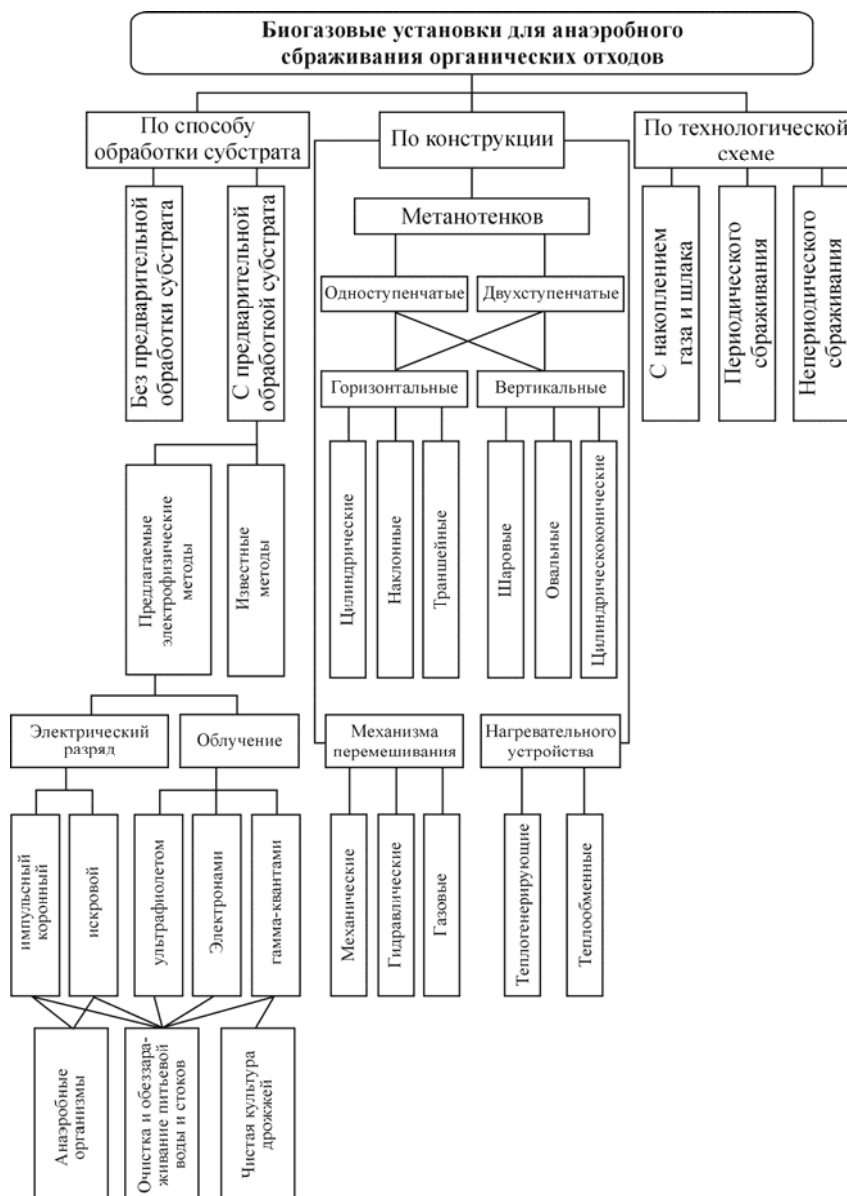 Биогазовые установки для анаэробного
сбраживания органических отходов
По способу
обработки субстрата
По конструкции
По технологической
схеме
Без предварительной
обработки субстрата
С предварительной
обработкой субстрата
Метанотенков
С накоплением
газа и шлака
Периодического
сбраживания
Непериодического
сбраживания
Одноступенчатые
Двухступенчатые
Горизонтальные
Вертикальные
Предлагаемые
электрофизические
методы
Известные
методы
Цилиндрические
Наклонные
Траншейные
Шаровые
Овальные
Цилиндрическоконические
Электрический
разряд
Облучение
Механизма
перемешивания
Нагревательного
устройства
импульсный
коронный
искровой
ультрафиолетом
Электронами
гамма-квантами
Механические
Гидравлические
Газовые
Теплогенерирующие
Теплообменные
Анаэробные
организмы
Очистка и обеззара-
живание питьевой
воды и стоков
Чистая культура
дрожжей